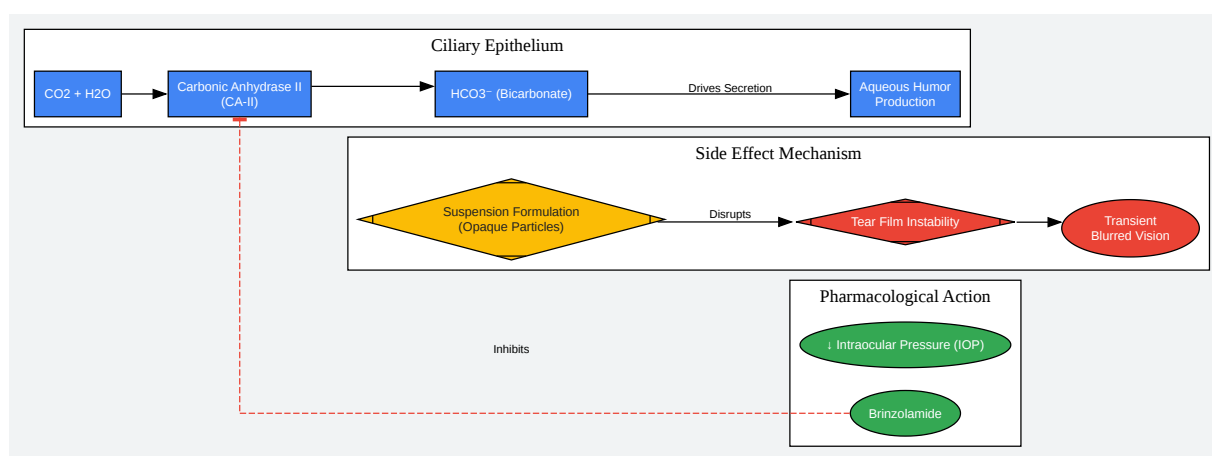 Ciliary Epithelium
CO2 + H2O
Carbonic Anhydrase II
(CA-II)
HCO3⁻ (Bicarbonate)
Drives Secretion
Aqueous Humor
Production
Side Effect Mechanism
Suspension Formulation
(Opaque Particles)
Disrupts
Tear Film Instability
Transient
Blurred Vision
Pharmacological Action
↓ Intraocular Pressure (IOP)
Inhibits
Brinzolamide